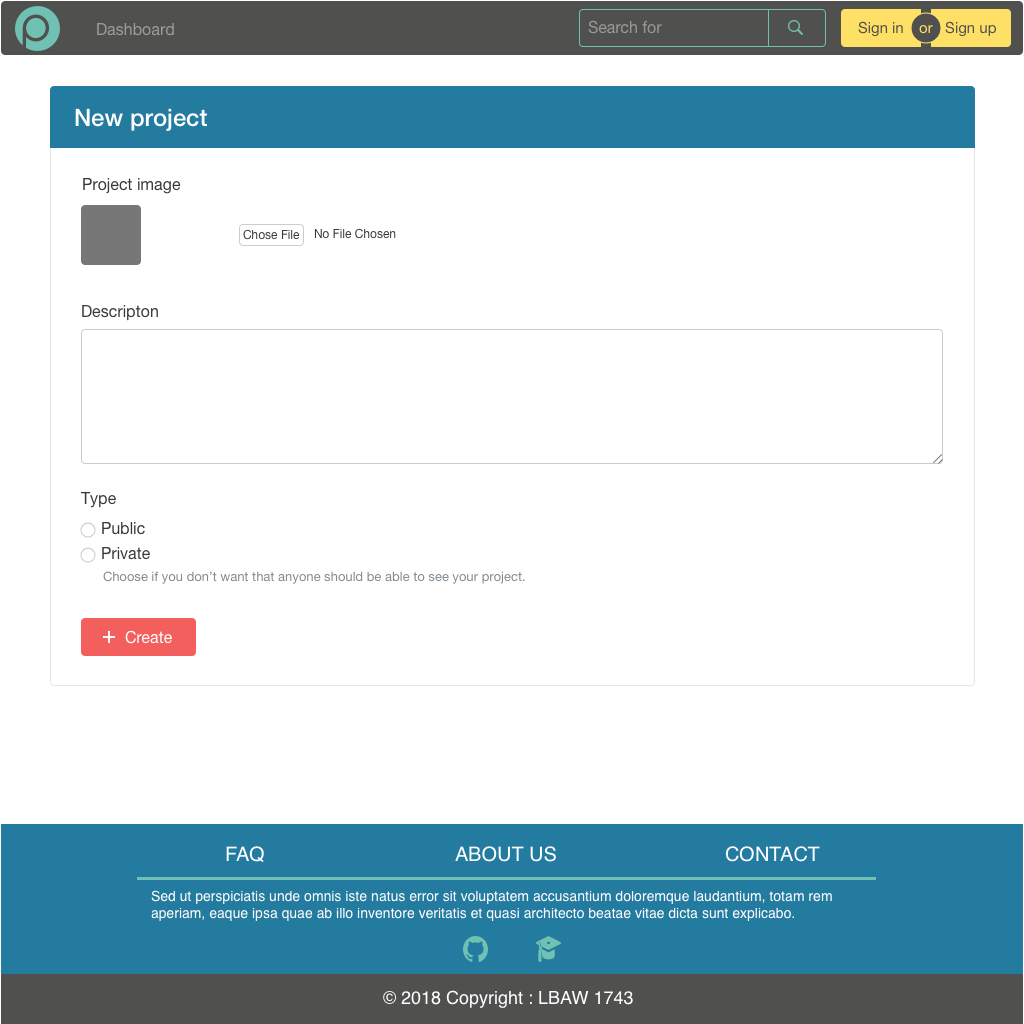 Dashboard
Search for
Sign in or Sign up
New project
Project image
Chose File No File Chosen
Descripton
Type
Public
Private
Choose if you don't want that anyone should be able to see your project.
+ Create
FAQ ABOUT US CONTACT
Sed ut perspiciatis unde omnis iste natus error sit voluptatem accusantium doloremque laudantium, totam rem
aperiam, eaque ipsa quae ab illo inventore veritatis et quasi architecto beatae vitae dicta sunt explicabo.
© 2018 Copyright : LBAW 1743